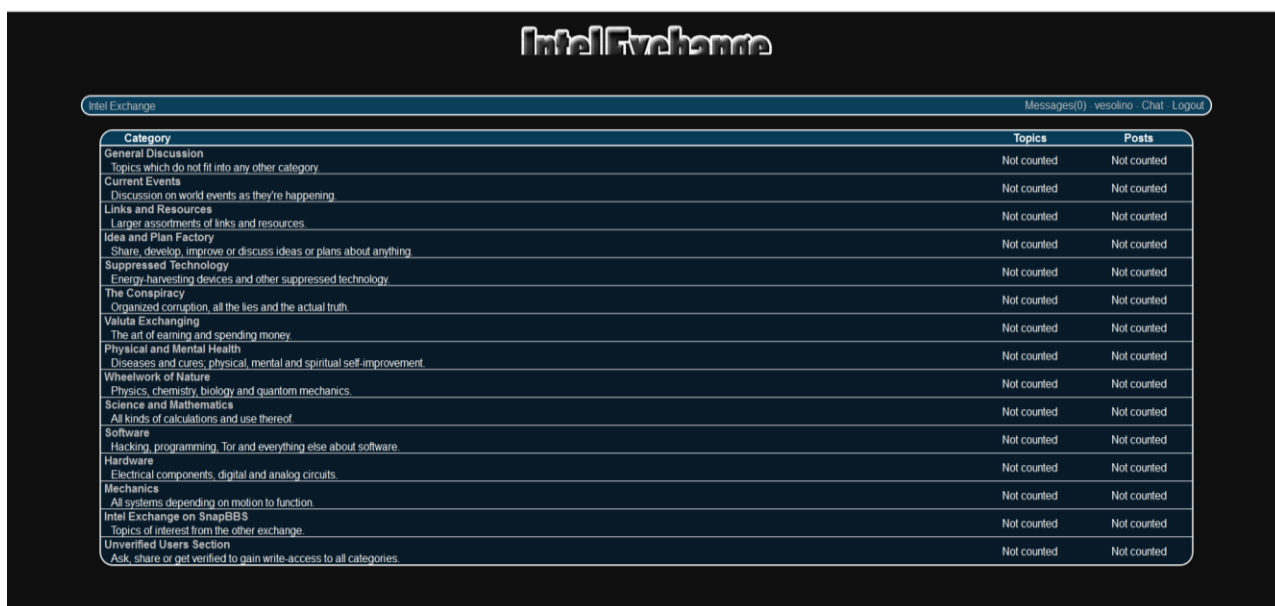 IntelExchange
Intel Exchange Messages(0) - vesolino - Chat - Logout
Category Topics Posts
General Discussion
Topics which do not fit into any other category. Not counted Not counted
Current Events
Discussion on world events as they're happening. Not counted Not counted
Links and Resources
Larger assortments of links and resources. Not counted Not counted
Idea and Plan Factory
Share, develop, improve or discuss ideas or plans about anything. Not counted Not counted
Suppressed Technology
Energy-harvesting devices and other suppressed technology. Not counted Not counted
The Conspiracy
Organized corruption, all the lies and the actual truth. Not counted Not counted
Valuta Exchanging
The art of earning and spending money. Not counted Not counted
Physical and Mental Health
Diseases and cures; physical, mental and spiritual self-improvement. Not counted Not counted
Wheelwork of Nature
Physics, chemistry, biology and quantom mechanics. Not counted Not counted
Science and Mathematics
All kinds of calculations and use thereof. Not counted Not counted
Software
Hacking, programming, Tor and everything else about software. Not counted Not counted
Hardware
Electrical components, digital and analog circuits. Not counted Not counted
Mechanics
All systems depending on motion to function. Not counted Not counted
Intel Exchange on SnapBBS
Topics of interest from the other exchange. Not counted Not counted
Unverified Users Section
Ask, share or get verified to gain write-access to all categories. Not counted Not counted